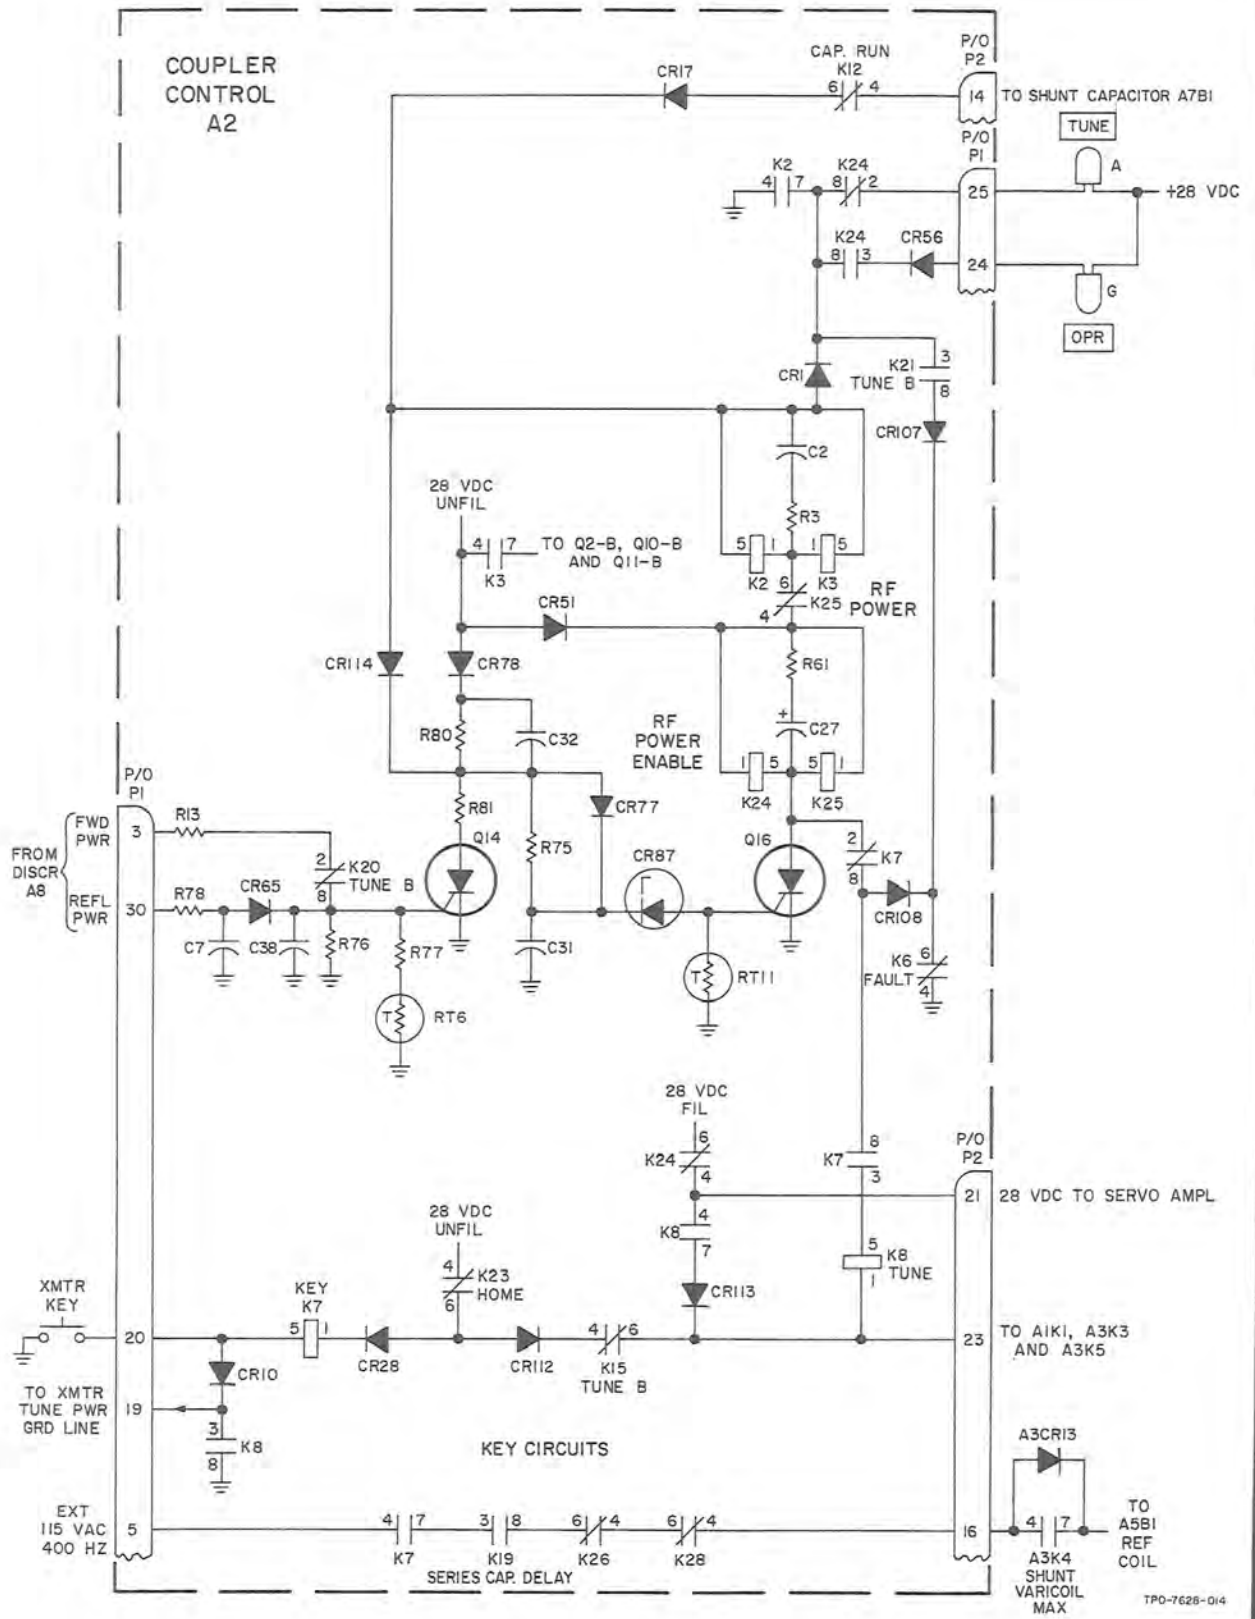 COUPLER
CONTROL
A2
CR17
CAP. RUN
K12
6 4
P/O
P2
14 TO SHUNT CAPACITOR A7B1
TUNE
P/O
P1
A
K2
4 7
K24
8 2
25
+28 VDC
K24
8 3
CR56
24
G
OPR
CR1
K21 3
TUNE B
8
CR107
C2
R3
28 VDC
UNFIL
4 7
K3
TO Q2-B, Q10-B
AND Q11-B
5 1
K2
1 5
K3
6
K25
4
RF
POWER
CR51
CR114
CR78
R61
R80
C32
RF
POWER
ENABLE
+
C27
1 5
K24
5 1
K25
P/O
P1
FROM
DISCR
A8
FWD
PWR
3
R13
REFL
PWR
30
R78
CR65
2
K20
TUNE B
8
C7
C38
R76
R77
T
RT6
R81
Q14
R75
CR77
CR87
C31
Q16
T
RT11
2
K7
8
CR108
K6 6
FAULT
4
28 VDC
FIL
6
K24
4
8
K7
3
P/O
P2
21 28 VDC TO SERVO AMPL
4
K8
7
28 VDC
UNFIL
4
K23
HOME
6
5
K8
TUNE
1
CR113
XMTR
KEY
20
KEY
K7
5 1
CR28
CR112
4 6
K15
TUNE B
23
TO A1K1, A3K3
AND A3K5
CR10
TO XMTR
TUNE PWR
GRD LINE
19
3
K8
8
KEY CIRCUITS
A3CR13
EXT
115 VAC
400 HZ
5
4 7
K7
3 8
K19
SERIES CAP. DELAY
6 4
K26
6 4
K28
16
4 7
A3K4
SHUNT
VARICOIL
MAX
TO
A5B1
REF
COIL
TPO-7628-014